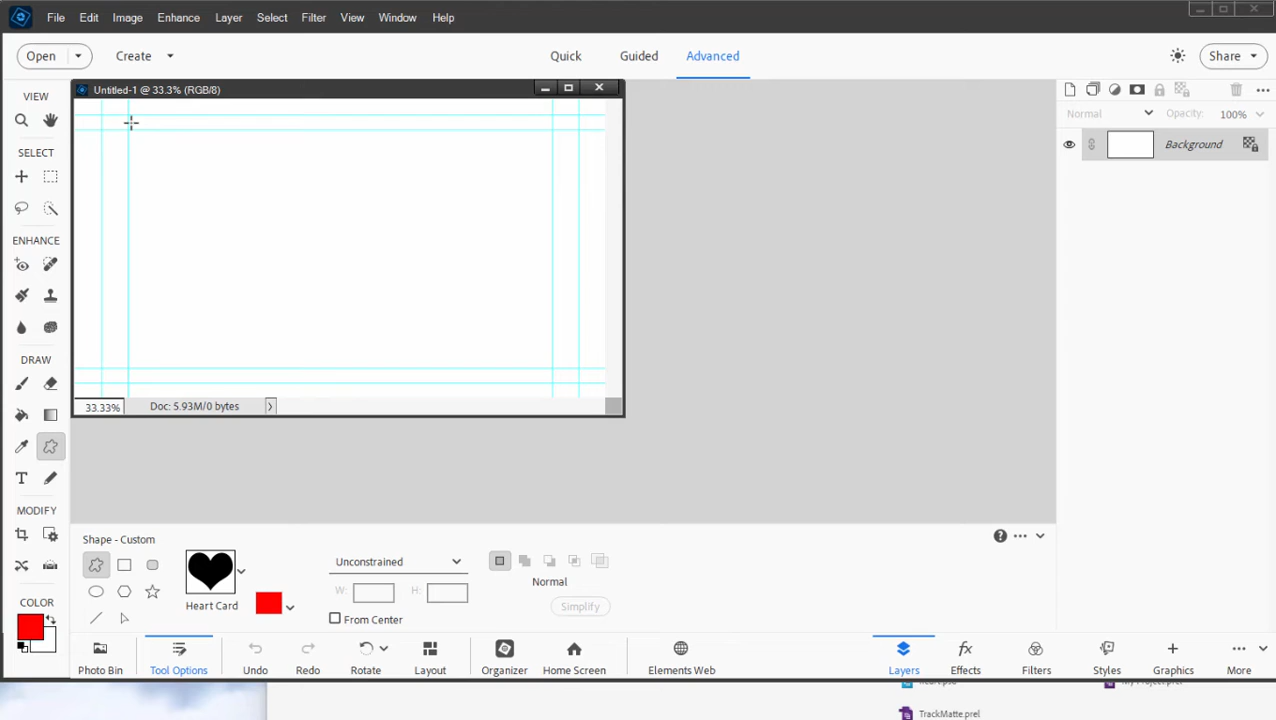 File Edit Image Enhance Layer Select Filter View Window Help
Open Create Quick Guided Advanced Share
VIEW
SELECT
ENHANCE
DRAW
MODIFY
COLOR
Untitled-1 @ 33.3% (RGB/8)
33.33% Doc: 5.93M/0 bytes
Normal Opacity: 100%
Background
Shape - Custom
Heart Card
Unconstrained
W: H:
From Center
Normal
Simplify
Photo Bin Tool Options Undo Redo Rotate Layout Organizer Home Screen Elements Web Layers Effects Filters Styles Graphics More
TrackMatte.prel